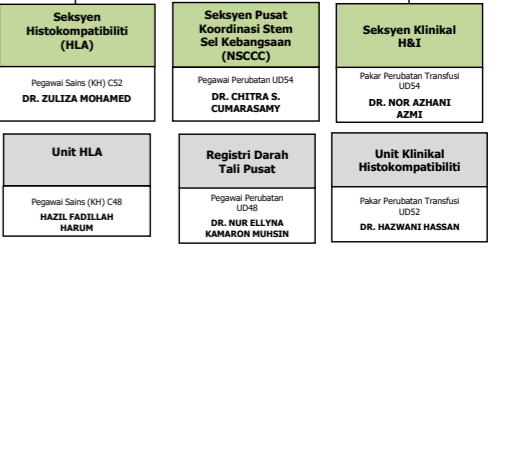 Seksyen
Histokompatibiliti
(HLA)
Pegawai Sains (KH) C52
DR. ZULIZA MOHAMED
Seksyen Pusat
Koordinasi Stem
Sel Kebangsaan
(NSCCC)
Pegawai Perubatan UD54
DR. CHITRA S.
CUMARASAMY
Seksyen Klinikal
H&I
Pakar Perubatan Transfusi
UD54
DR. NOR AZHANI
AZMI
Unit HLA
Pegawai Sains (KH) C48
HAZIL FADILLAH
HARUM
Registri Darah
Tali Pusat
Pegawai Perubatan
UD48
DR. NUR ELLYNA
KAMARON MUHSIN
Unit Klinikal
Histokompatibiliti
Pakar Perubatan Transfusi
UD52
DR. HAZWANI HASSAN